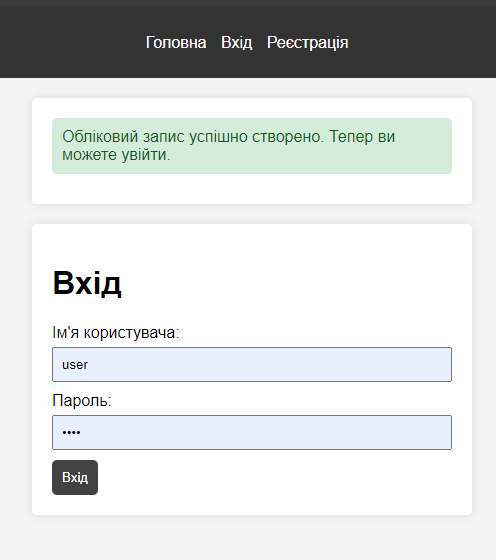 Головна Вхід Реєстрація
Обліковий запис успішно створено. Тепер ви
можете увійти.
Вхід
Ім'я користувача:
user
Пароль:
••••
Вхід